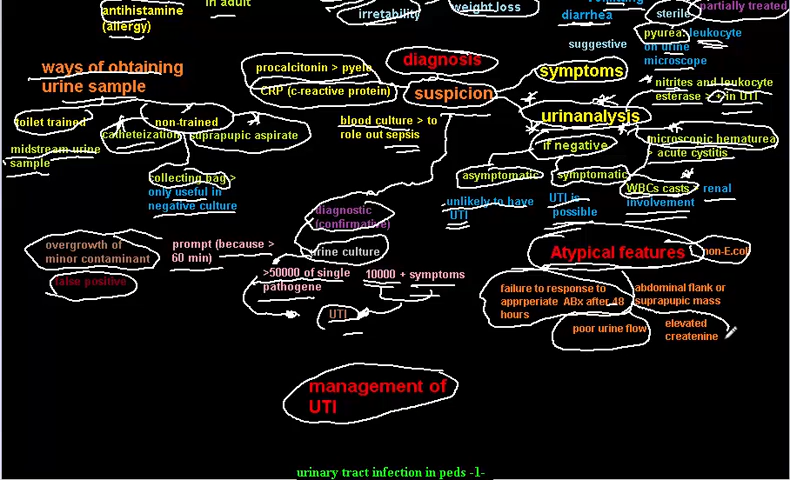 in adult
antihistamine
(allergy)
irretability
weight loss
diarrhea
sterile
partially treated
pyurea: leukocyte
on urine
microscope
suggestive
ways of obtaining
urine sample
procalcitonin > pyelo
CRP (c-reactive protein)
diagnosis
suspicion
symptoms
nitrites and leukocyte
esterase > + in UTI
urinanalysis
toilet trained
non-trained
catheteization
suprapupic aspirate
blood culture > to
role out sepsis
if negative
microscopic hematurea
> acute cystitis
midstream urine
sample
collecting bag >
only useful in
negative culture
asymptomatic
symptomatic
WBCs casts > renal
involvement
unlikely to have
UTI
UTI is
possible
diagnostic
(confirmative)
urine culture
overgrowth of
minor contaminant
false positive
prompt (because >
60 min)
>50000 of single
pathogene
10000 + symptoms
UTI
Atypical features
non-E.coli
failure to response to
apprperiate ABx after 48
hours
abdominal flank or
suprapupic mass
poor urine flow
elevated
createnine
management of
UTI
urinary tract infection in peds -1-